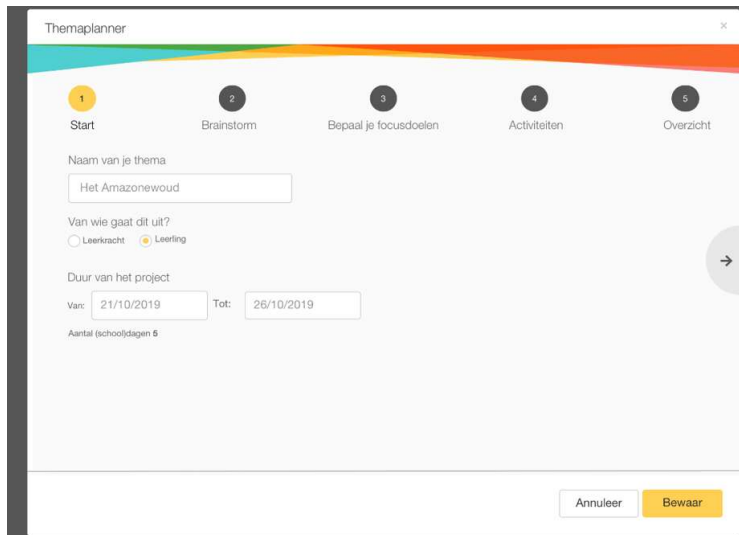 Themaplanner ×
1 2 3 4 5
Start Brainstorm Bepaal je focusdoelen Activiteiten Overzicht
Naam van je thema
Het Amazonewoud
Van wie gaat dit uit?
Leerkracht Leerling
Duur van het project
Van: 21/10/2019 Tot: 26/10/2019
Aantal (school)dagen 5
Annuleer Bewaar